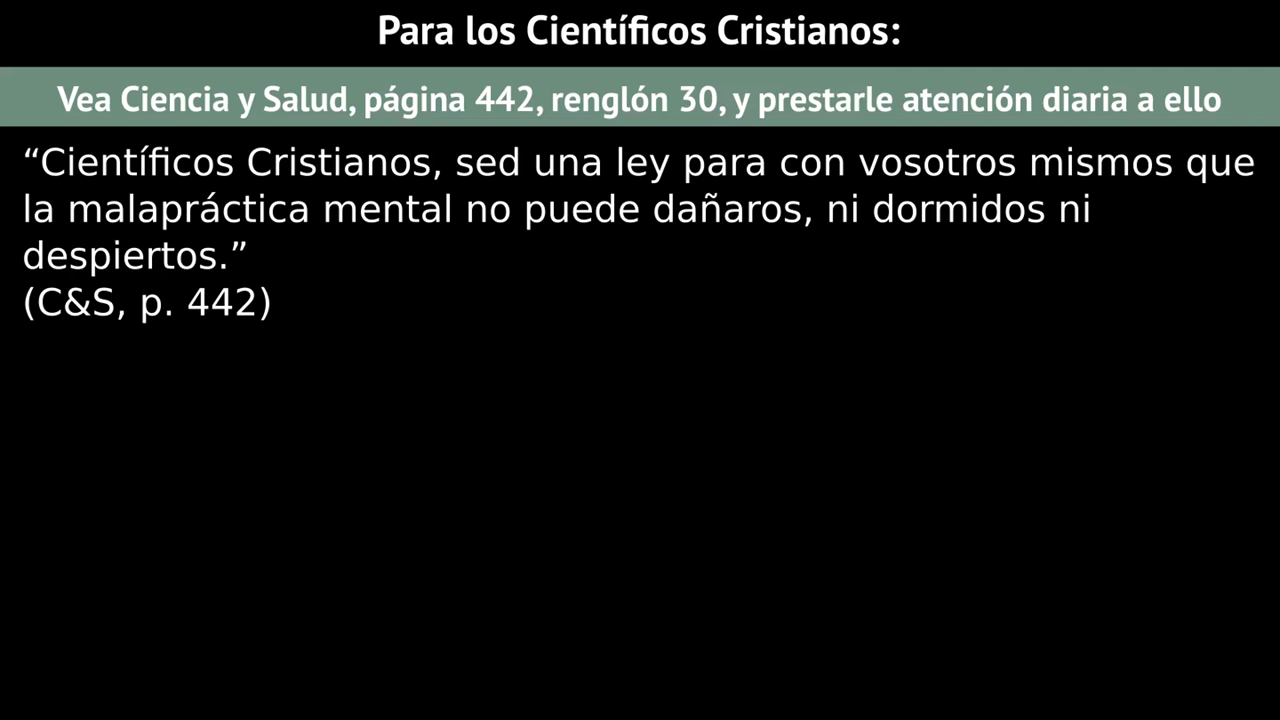 Para los Científicos Cristianos:
Vea Ciencia y Salud, página 442, renglón 30, y prestarle atención diaria a ello
“Científicos Cristianos, sed una ley para con vosotros mismos que
la malapráctica mental no puede dañaros, ni dormidos ni
despiertos.”
(C&S, p. 442)